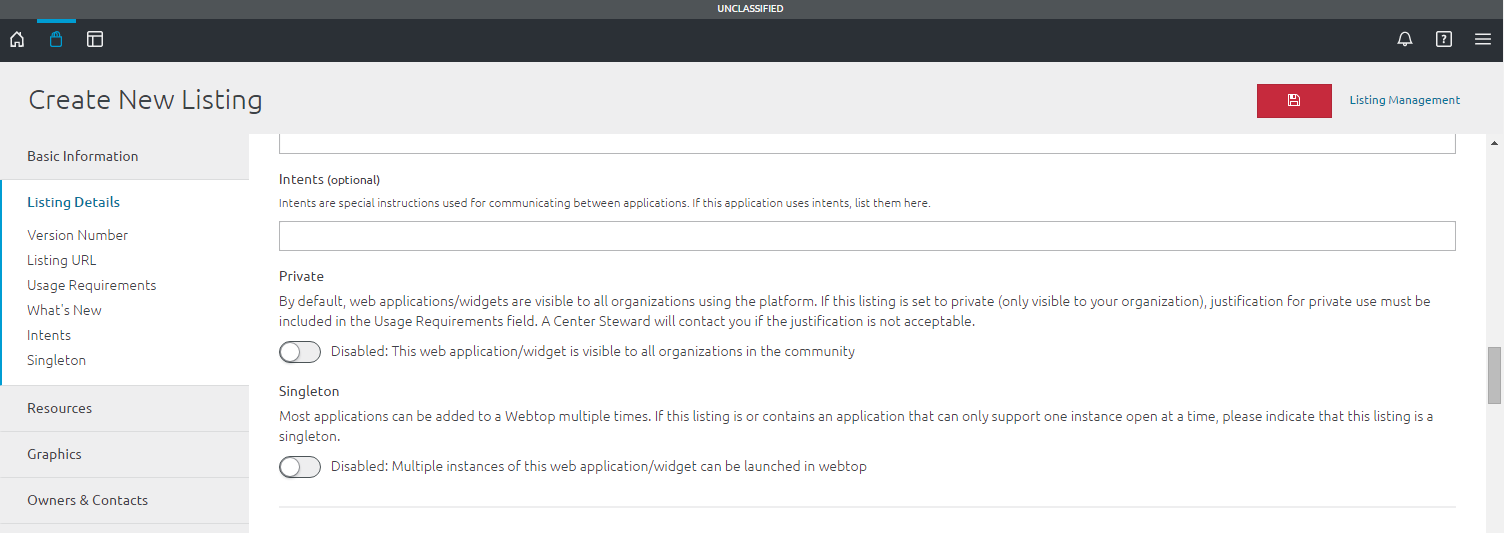 UNCLASSIFIED
Create New Listing
Listing Management
Basic Information
Listing Details
Version Number
Listing URL
Usage Requirements
What's New
Intents
Singleton
Resources
Graphics
Owners & Contacts
Intents (optional)
Intents are special instructions used for communicating between applications. If this application uses intents, list them here.
Private
By default, web applications/widgets are visible to all organizations using the platform. If this listing is set to private (only visible to your organization), justification for private use must be
included in the Usage Requirements field. A Center Steward will contact you if the justification is not acceptable.
Disabled: This web application/widget is visible to all organizations in the community
Singleton
Most applications can be added to a Webtop multiple times. If this listing is or contains an application that can only support one instance open at a time, please indicate that this listing is a
singleton.
Disabled: Multiple instances of this web application/widget can be launched in webtop